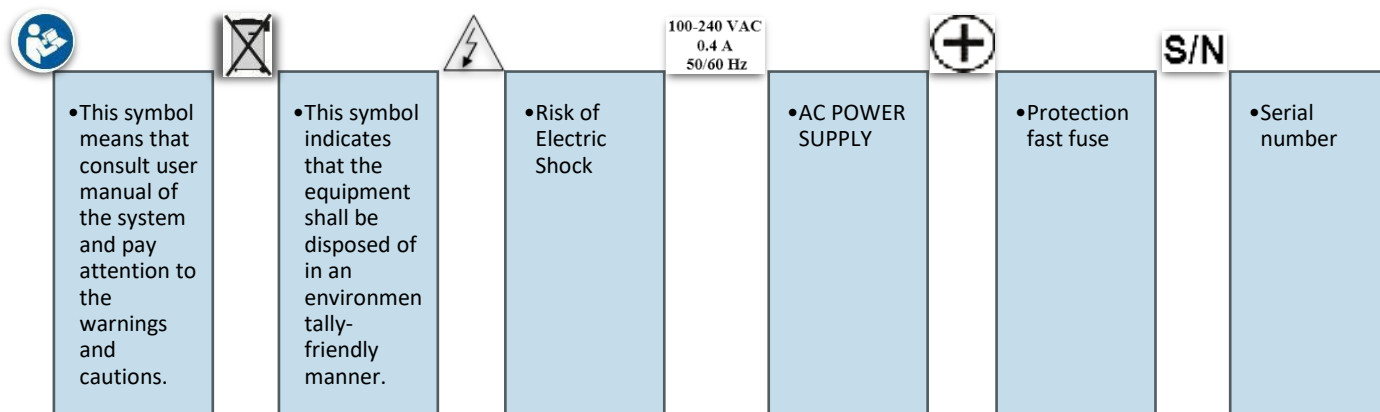 •This symbol
means that
consult user
manual of
the system
and pay
attention to
the
warnings
and
cautions.
•This symbol
indicates
that the
equipment
shall be
disposed of
in an
environmen
tally-
friendly
manner.
•Risk of
Electric
Shock
100-240 VAC
0.4 A
50/60 Hz
•AC POWER
SUPPLY
•Protection
fast fuse
S/N
•Serial
number